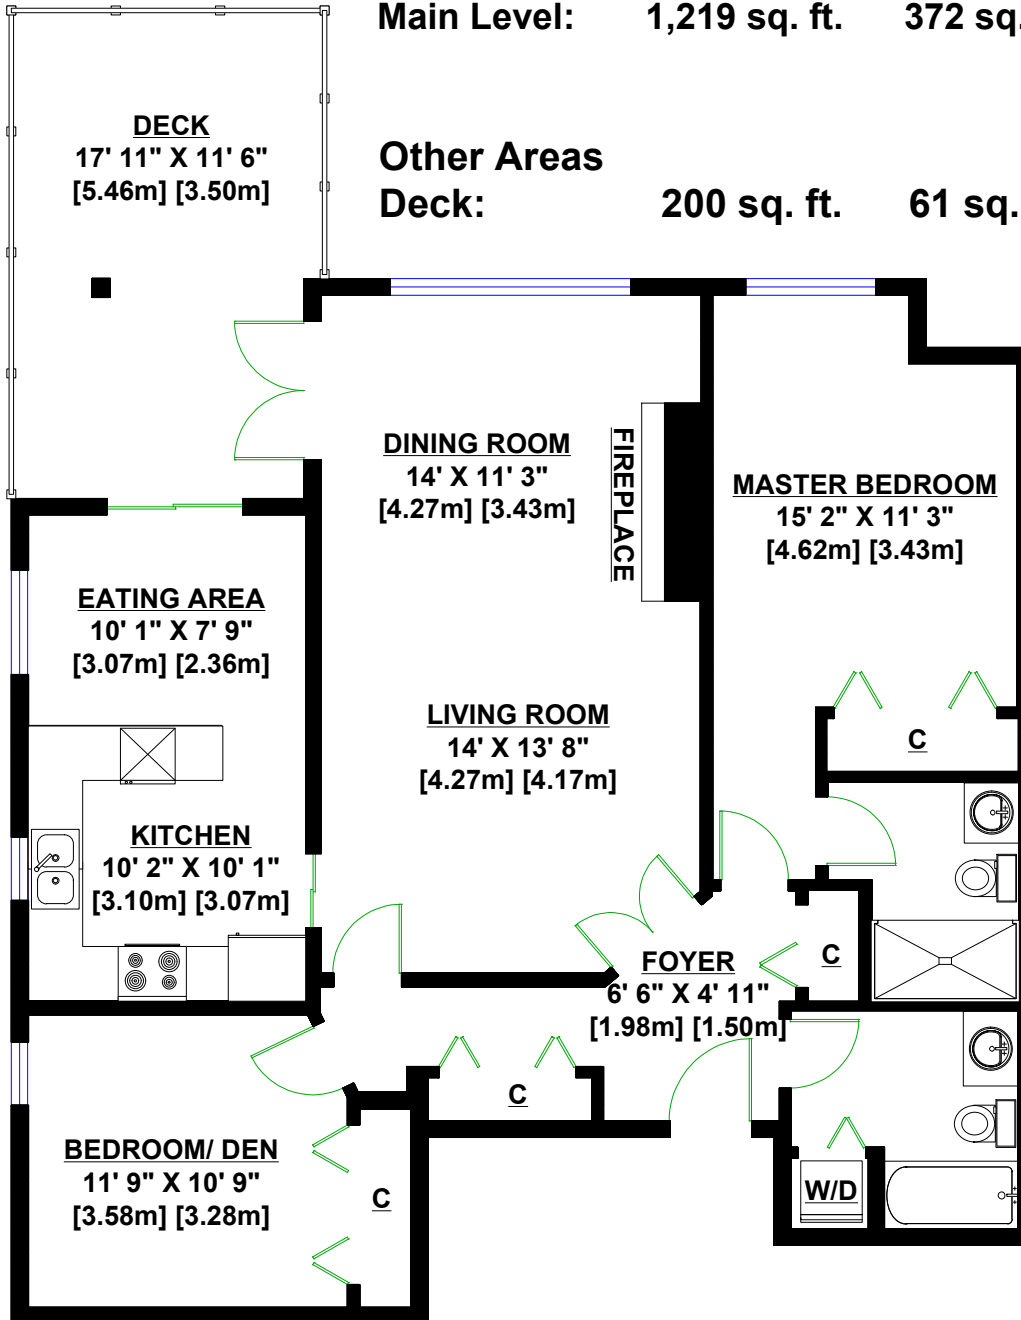 Main Level: 1,219 sq. ft. 372 sq.
DECK
17' 11" X 11' 6"
[5.46m] [3.50m]
Other Areas
Deck: 200 sq. ft. 61 sq.
DINING ROOM
14' X 11' 3"
[4.27m] [3.43m]
FIREPLACE
MASTER BEDROOM
15' 2" X 11' 3"
[4.62m] [3.43m]
EATING AREA
10' 1" X 7' 9"
[3.07m] [2.36m]
LIVING ROOM
14' X 13' 8"
[4.27m] [4.17m]
C
KITCHEN
10' 2" X 10' 1"
[3.10m] [3.07m]
FOYER
6' 6" X 4' 11"
[1.98m] [1.50m]
C
C
BEDROOM/ DEN
11' 9" X 10' 9"
[3.58m] [3.28m]
C
W/D